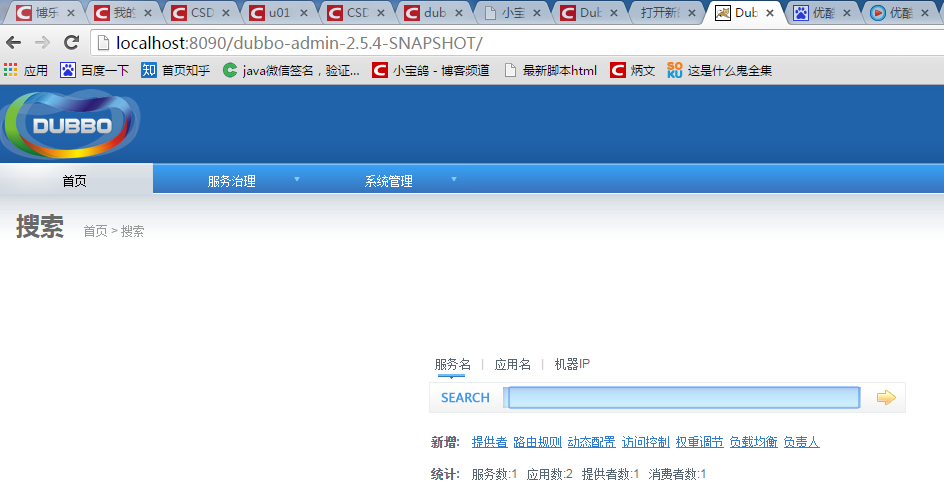 博乐 我的 CSD u01 CSD dub 小宝 Dub 打开新的 Dub 优酷 优酷
localhost:8090/dubbo-admin-2.5.4-SNAPSHOT/
应用 百度一下 知 首页知乎 java微信签名，验证... 小宝鸽 - 博客频道 最新脚本html 炳文 SO KU 这是什么鬼全集
DUBBO
首页 服务治理 系统管理
搜索 首页 > 搜索
服务名 | 应用名 | 机器IP
SEARCH
新增: 提供者 路由规则 动态配置 访问控制 权重调节 负载均衡 负责人
统计: 服务数:1 应用数:2 提供者数:1 消费者数:1